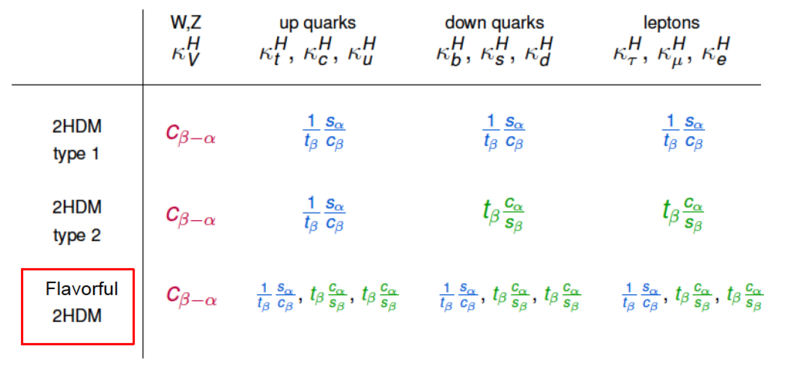 W,Z up quarks down quarks leptons
κ_V^H κ_t^H, κ_c^H, κ_u^H κ_b^H, κ_s^H, κ_d^H κ_τ^H, κ_μ^H, κ_e^H
2HDM type 1 c_{β−α} 1/t_β s_α/c_β 1/t_β s_α/c_β 1/t_β s_α/c_β
2HDM type 2 c_{β−α} 1/t_β s_α/c_β t_β c_α/s_β t_β c_α/s_β
Flavorful 2HDM c_{β−α} 1/t_β s_α/c_β, t_β c_α/s_β, t_β c_α/s_β 1/t_β s_α/c_β, t_β c_α/s_β, t_β c_α/s_β 1/t_β s_α/c_β, t_β c_α/s_β, t_β c_α/s_β